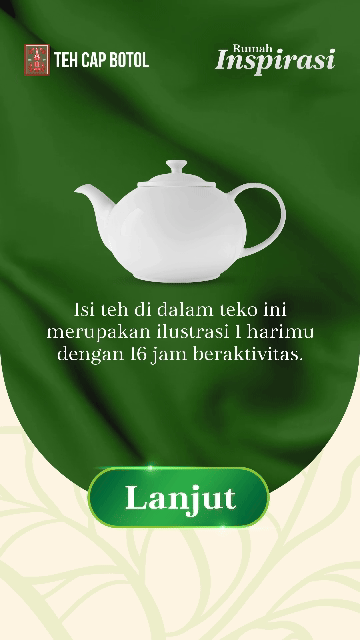 TEH CAP BOTOL
Rumah
Inspirasi
Isi teh di dalam teko ini
merupakan ilustrasi 1 harimu
dengan 16 jam beraktivitas.
Lanjut